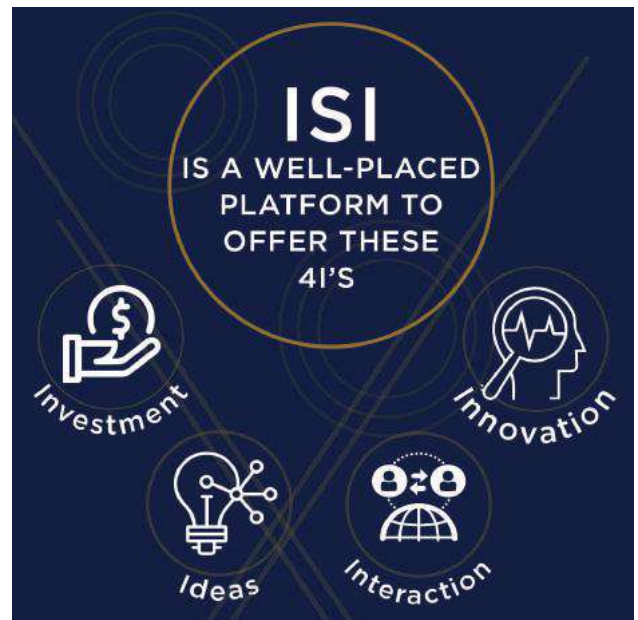 ISI
IS A WELL-PLACED
PLATFORM TO
OFFER THESE
4I'S
$
Investment
Ideas
Interaction
Innovation